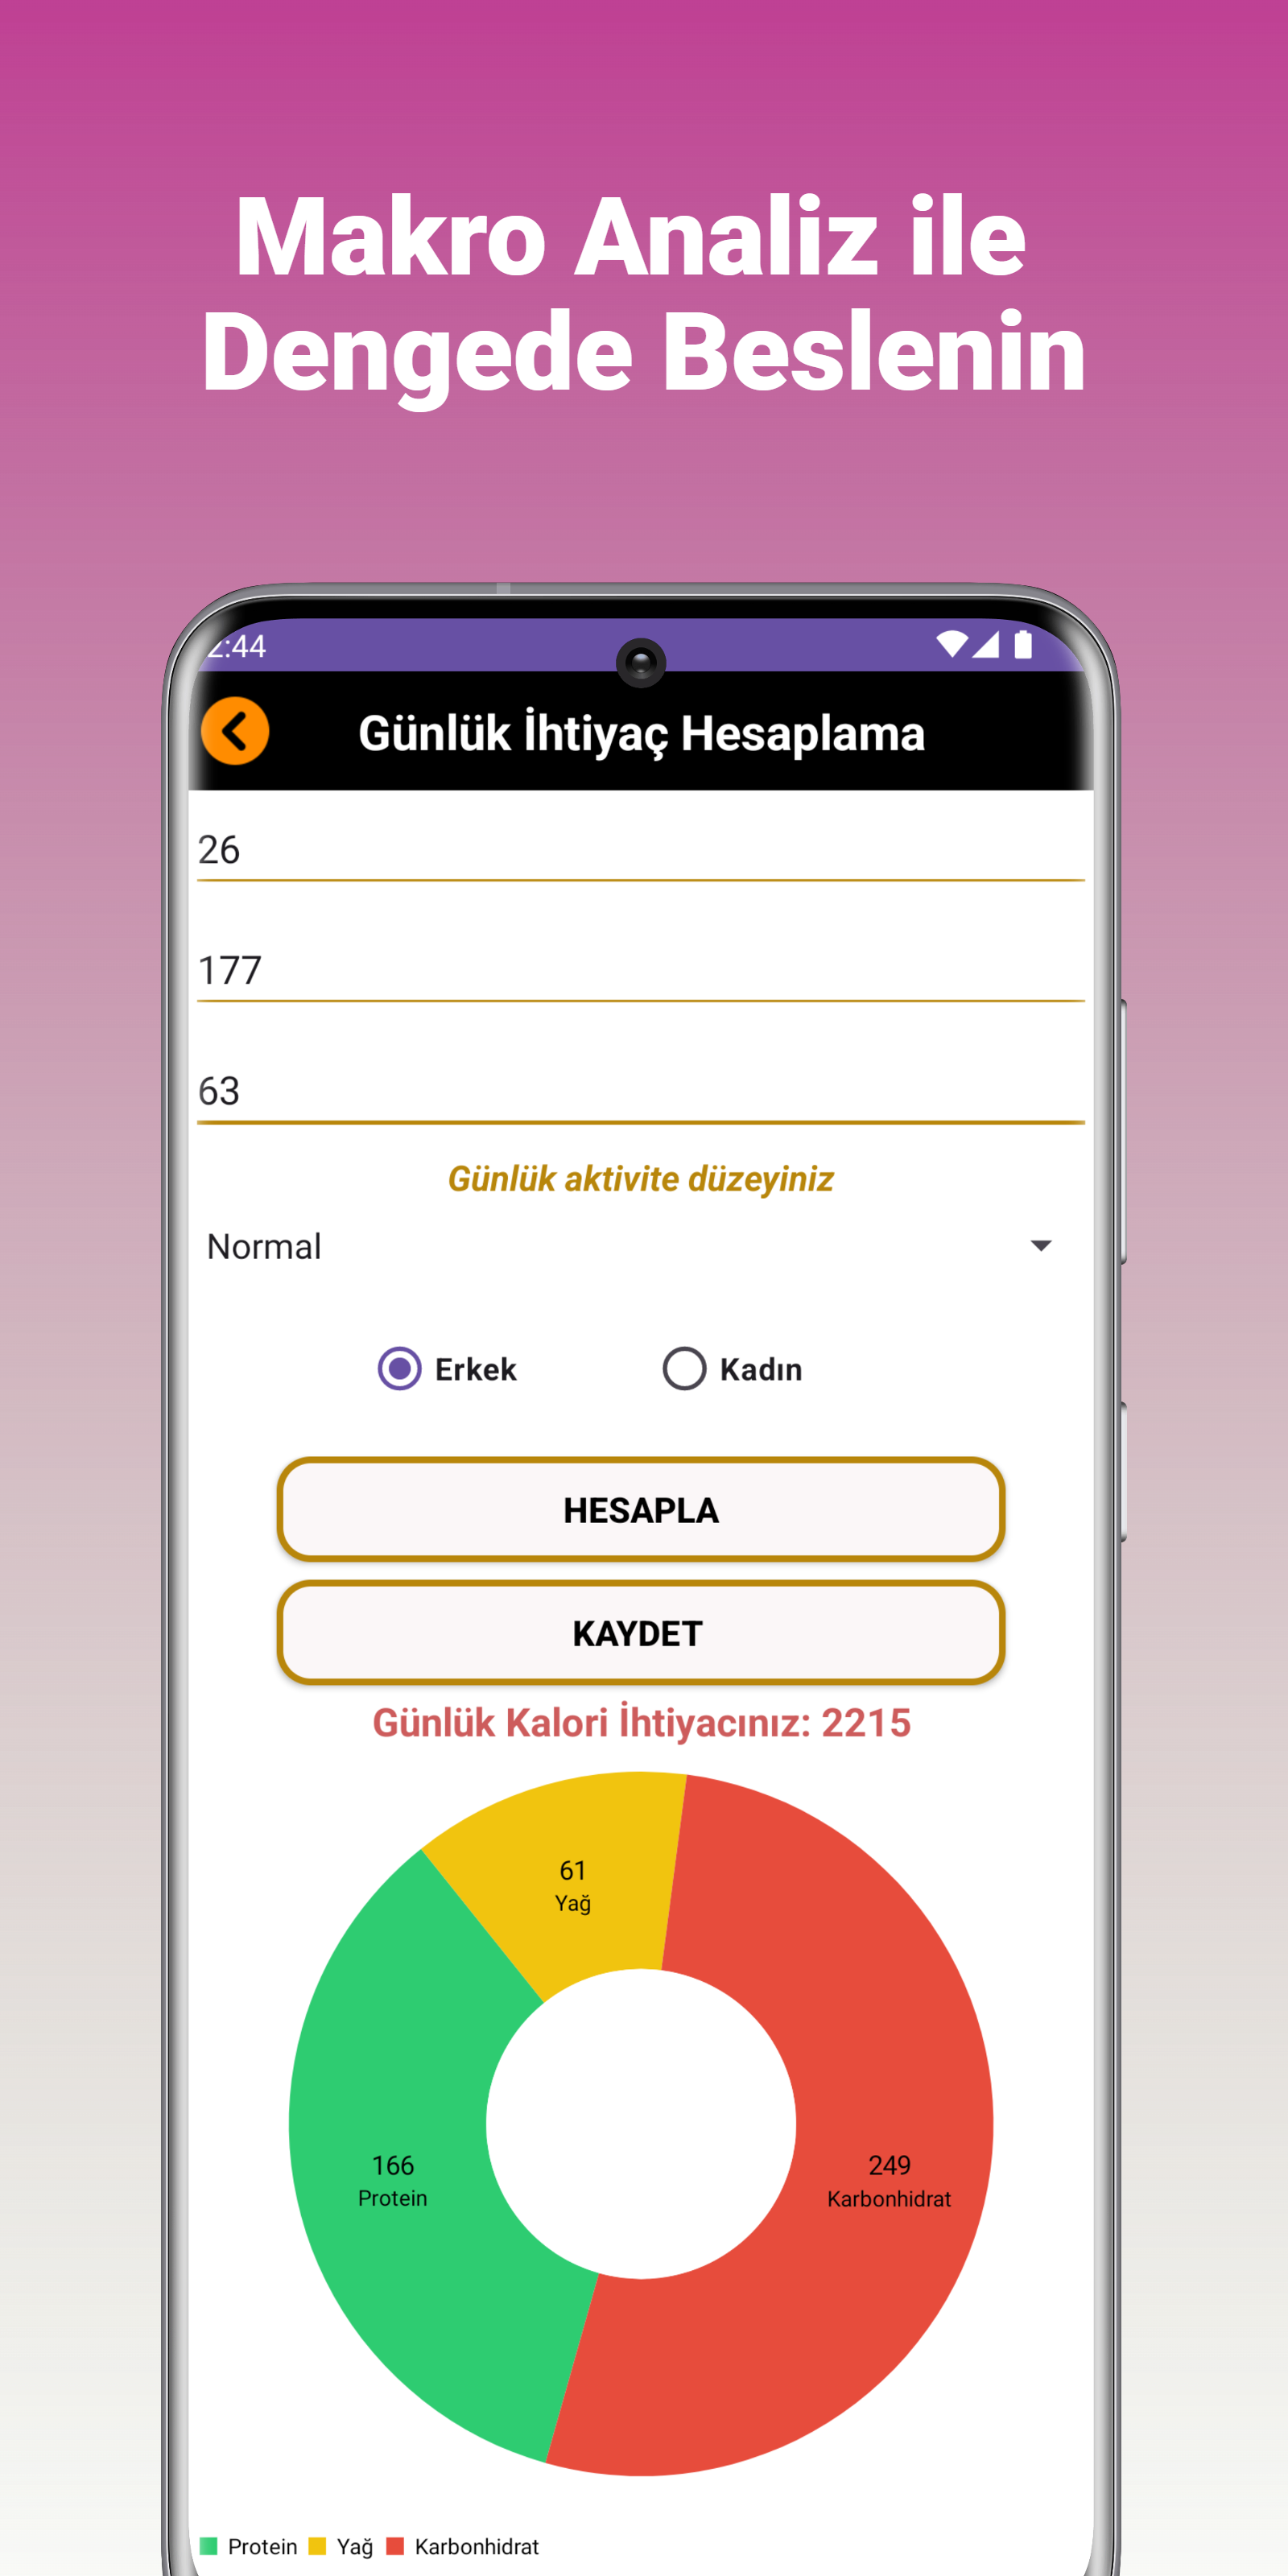 Makro Analiz ile
Dengede Beslenin
2:44
Günlük İhtiyaç Hesaplama
26
177
63
Günlük aktivite düzeyiniz
Normal
Erkek
Kadın
HESAPLA
KAYDET
Günlük Kalori İhtiyacınız: 2215
61
Yağ
166
Protein
249
Karbonhidrat
Protein Yağ Karbonhidrat